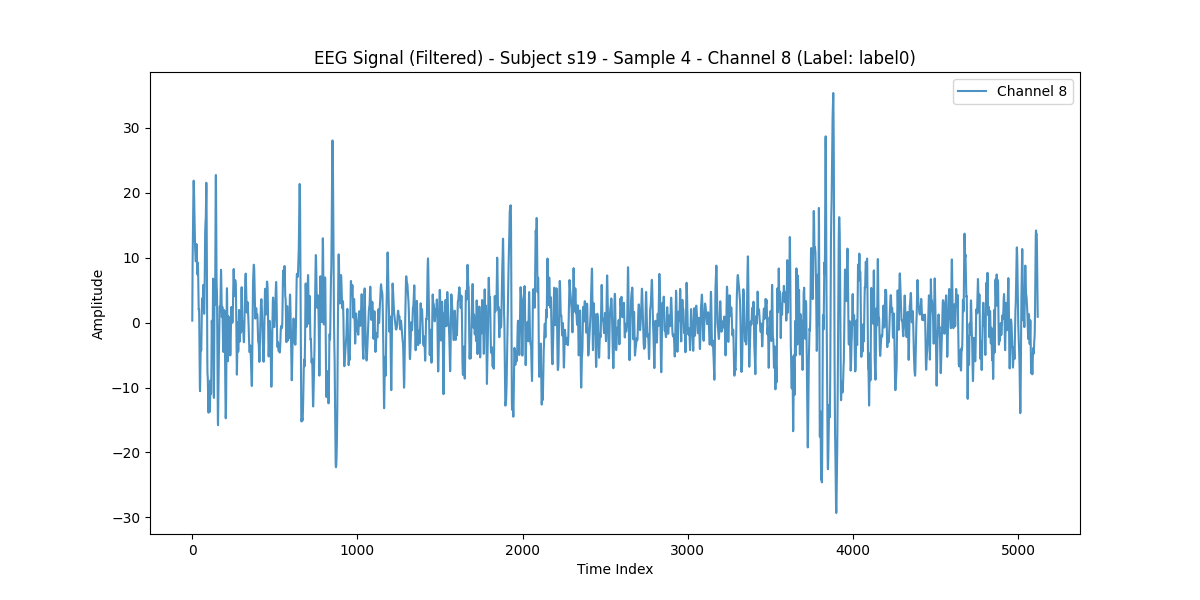 EEG Signal (Filtered) - Subject s19 - Sample 4 - Channel 8 (Label: label0)
Channel 8
30
20
10
0
−10
−20
−30
Amplitude
0 1000 2000 3000 4000 5000
Time Index